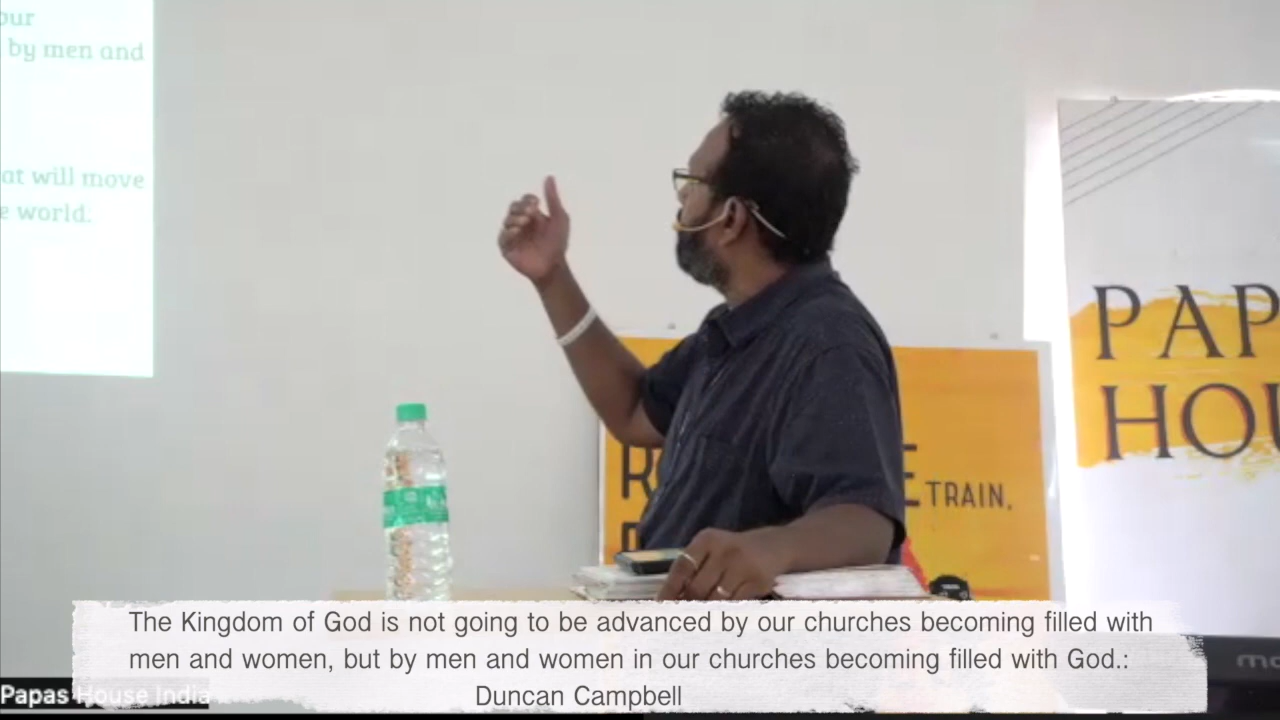 our
by men and
at will move
e world.
PAP
HOU
TRAIN,
The Kingdom of God is not going to be advanced by our churches becoming filled with
men and women, but by men and women in our churches becoming filled with God.:
Duncan Campbell
Papas House India